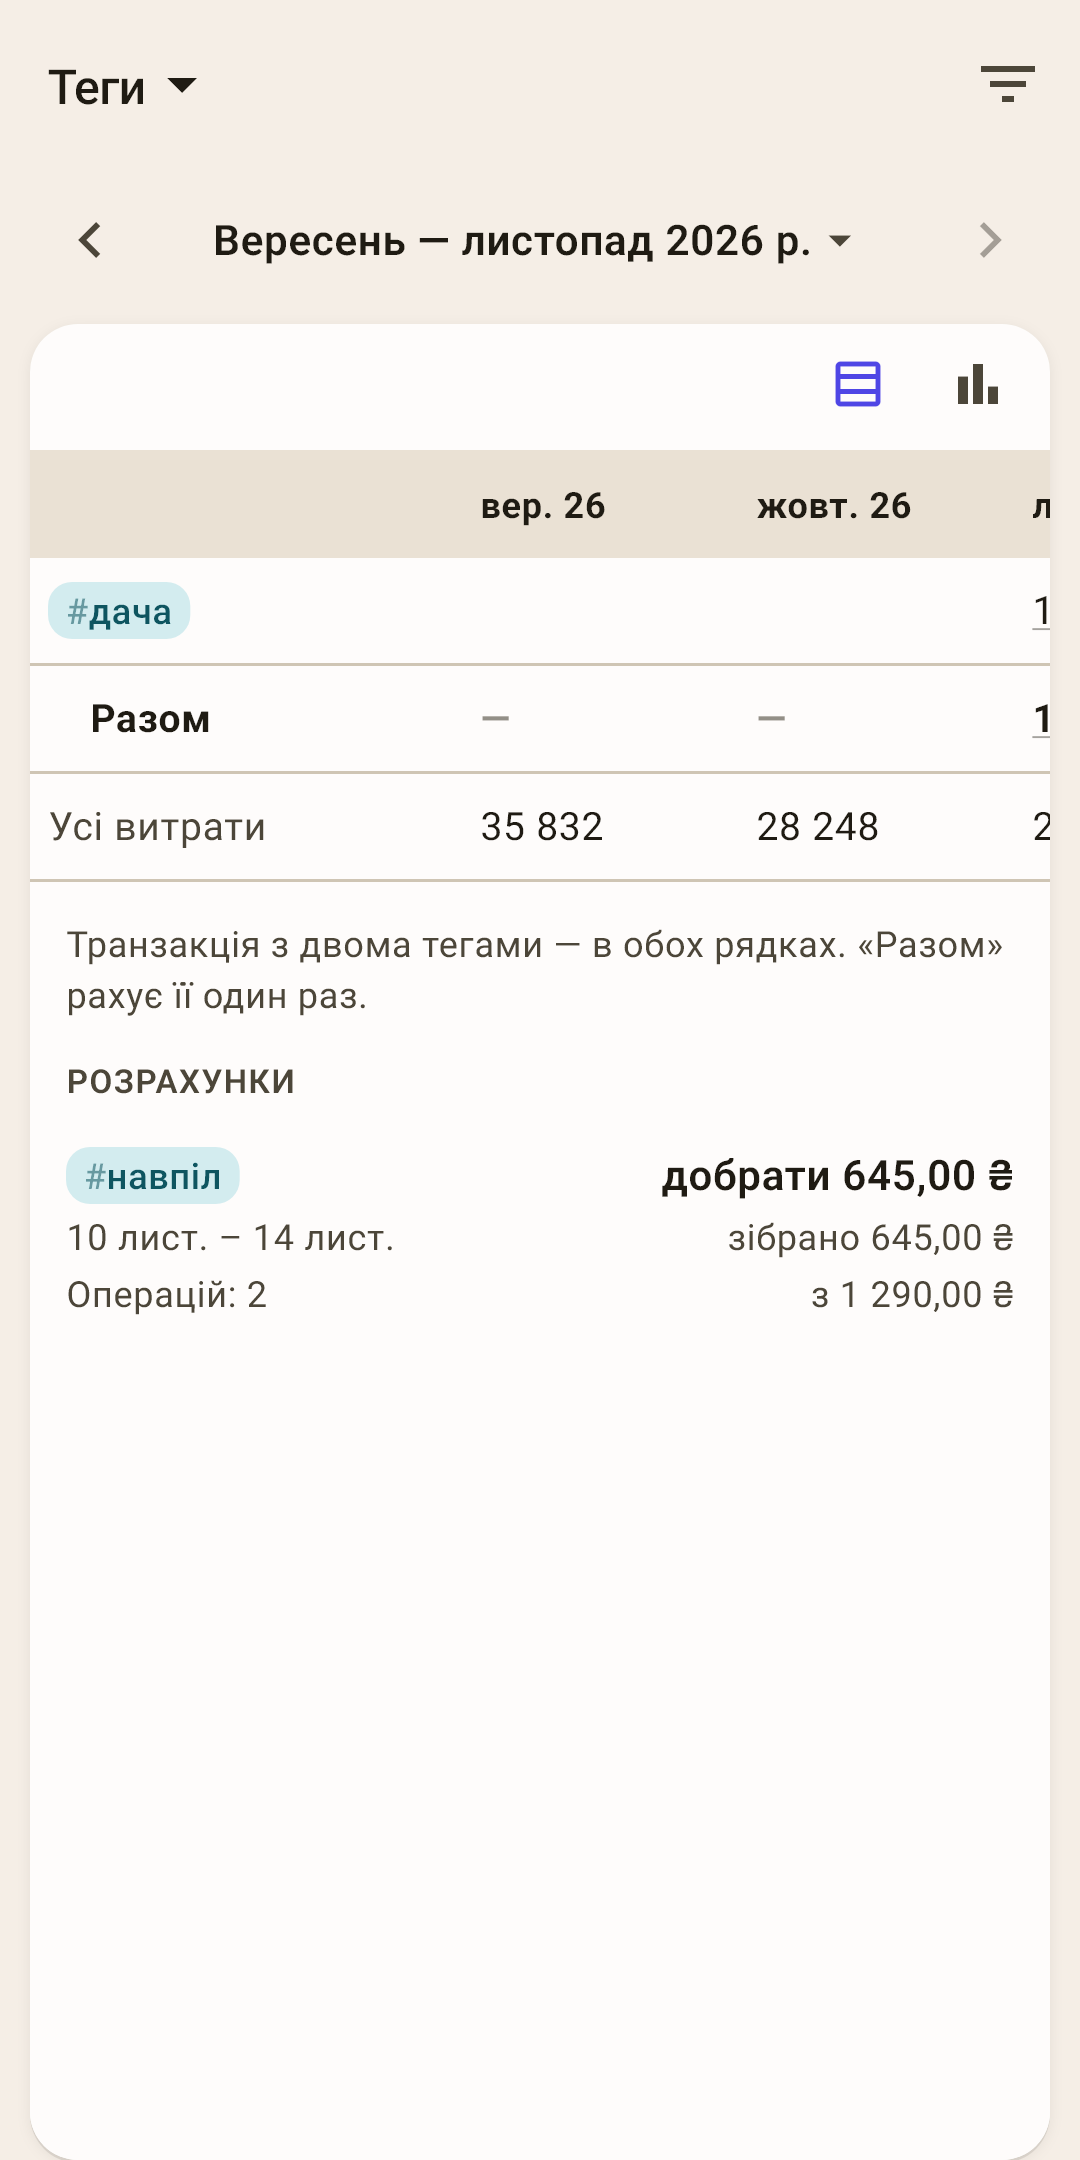 Теги
Вересень — листопад 2026 р.
вер. 26 жовт. 26
#дача
Разом — —
Усі витрати 35 832 28 248
Транзакція з двома тегами — в обох рядках. «Разом»
рахує її один раз.
РОЗРАХУНКИ
#навпіл добрати 645,00 ₴
10 лист. – 14 лист. зібрано 645,00 ₴
Операцій: 2 з 1 290,00 ₴